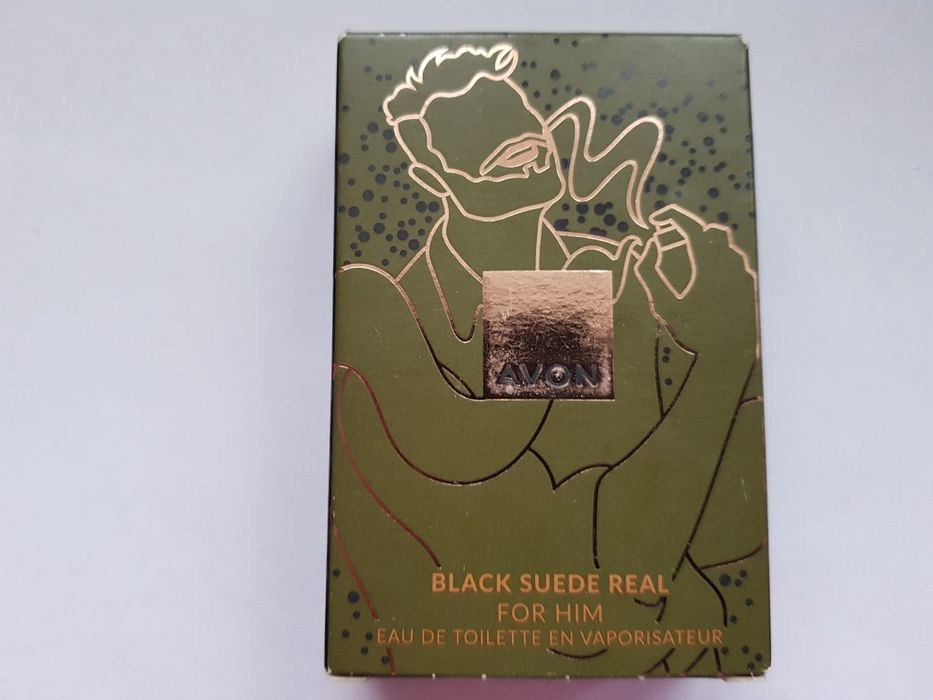 AVON
BLACK SUEDE REAL
FOR HIM
EAU DE TOILETTE EN VAPORISATEUR